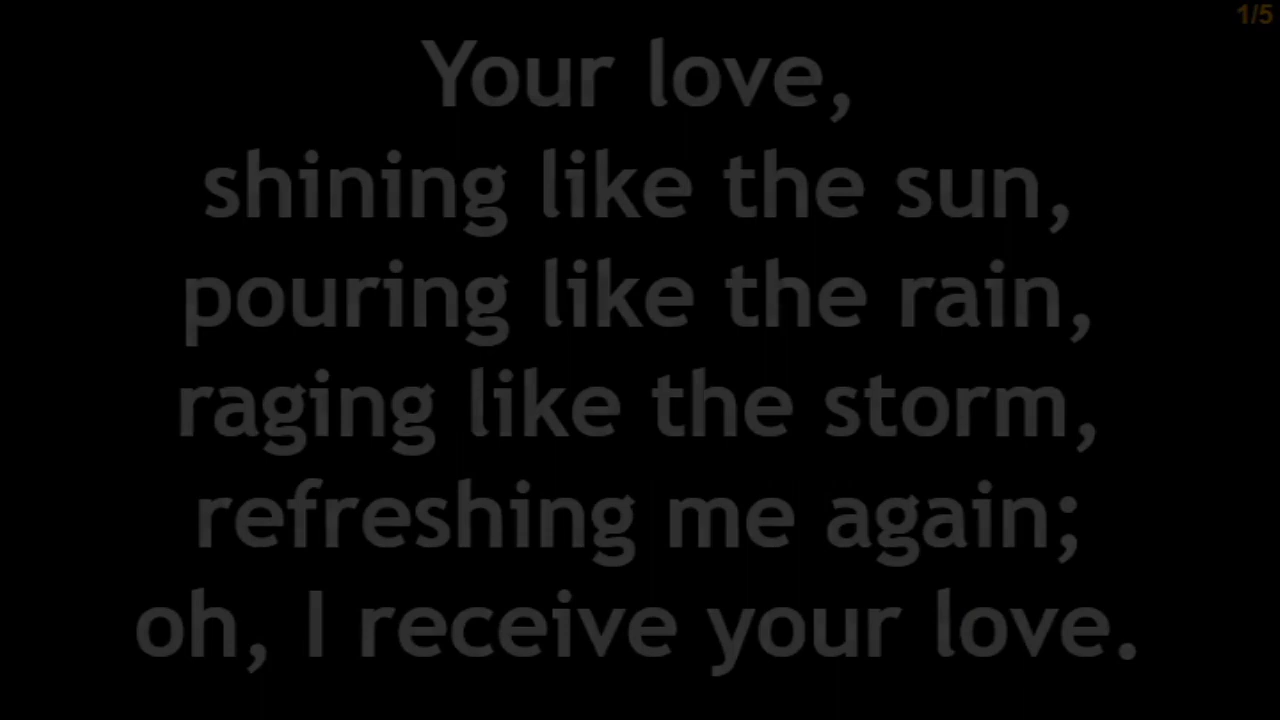 1/5
Your love,
shining like the sun,
pouring like the rain,
raging like the storm,
refreshing me again;
oh, I receive your love.